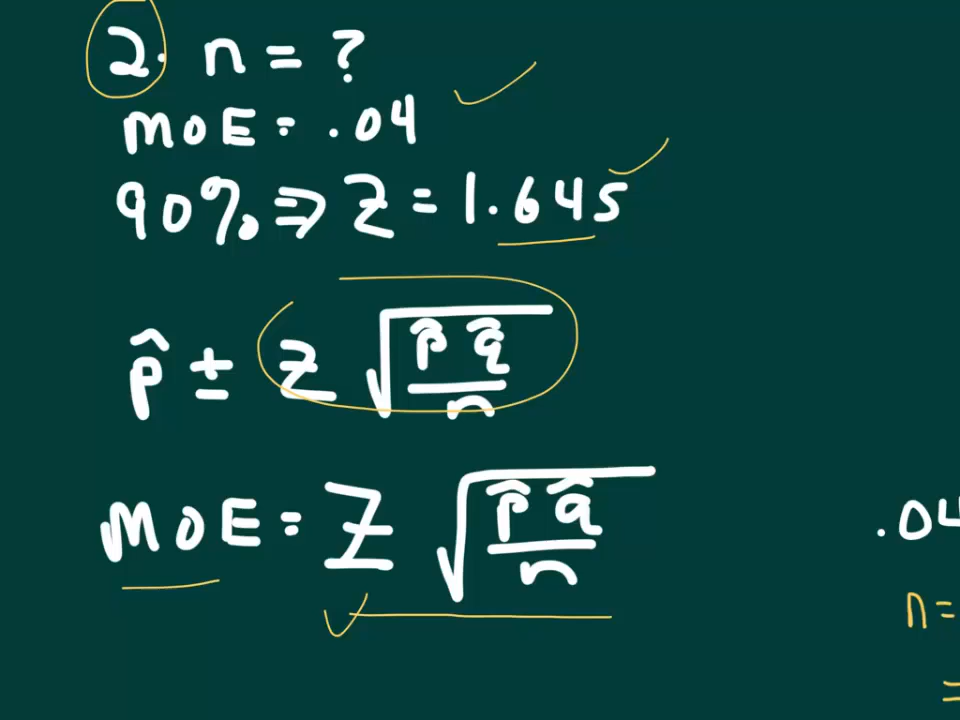 2. n = ?
MOE = .04
90% ⇒ Z = 1.645
p̂ ± Z √(p̂ q̂ / n)
MOE = Z √(p̂ q̂ / n)
.04
n =
=